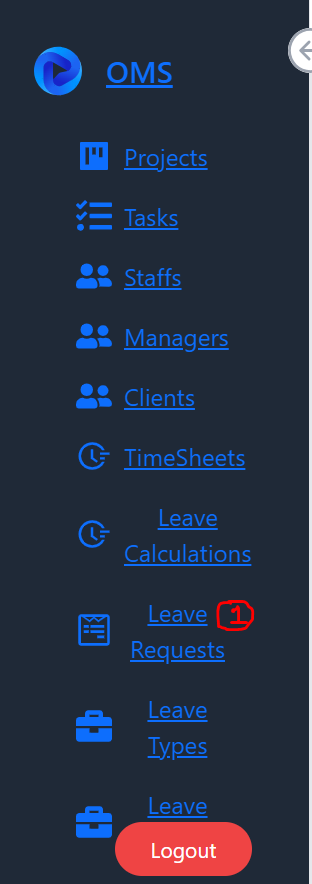 OMS
Projects
Tasks
Staffs
Managers
Clients
TimeSheets
Leave
Calculations
Leave 1
Requests
Leave
Types
Leave
Logout